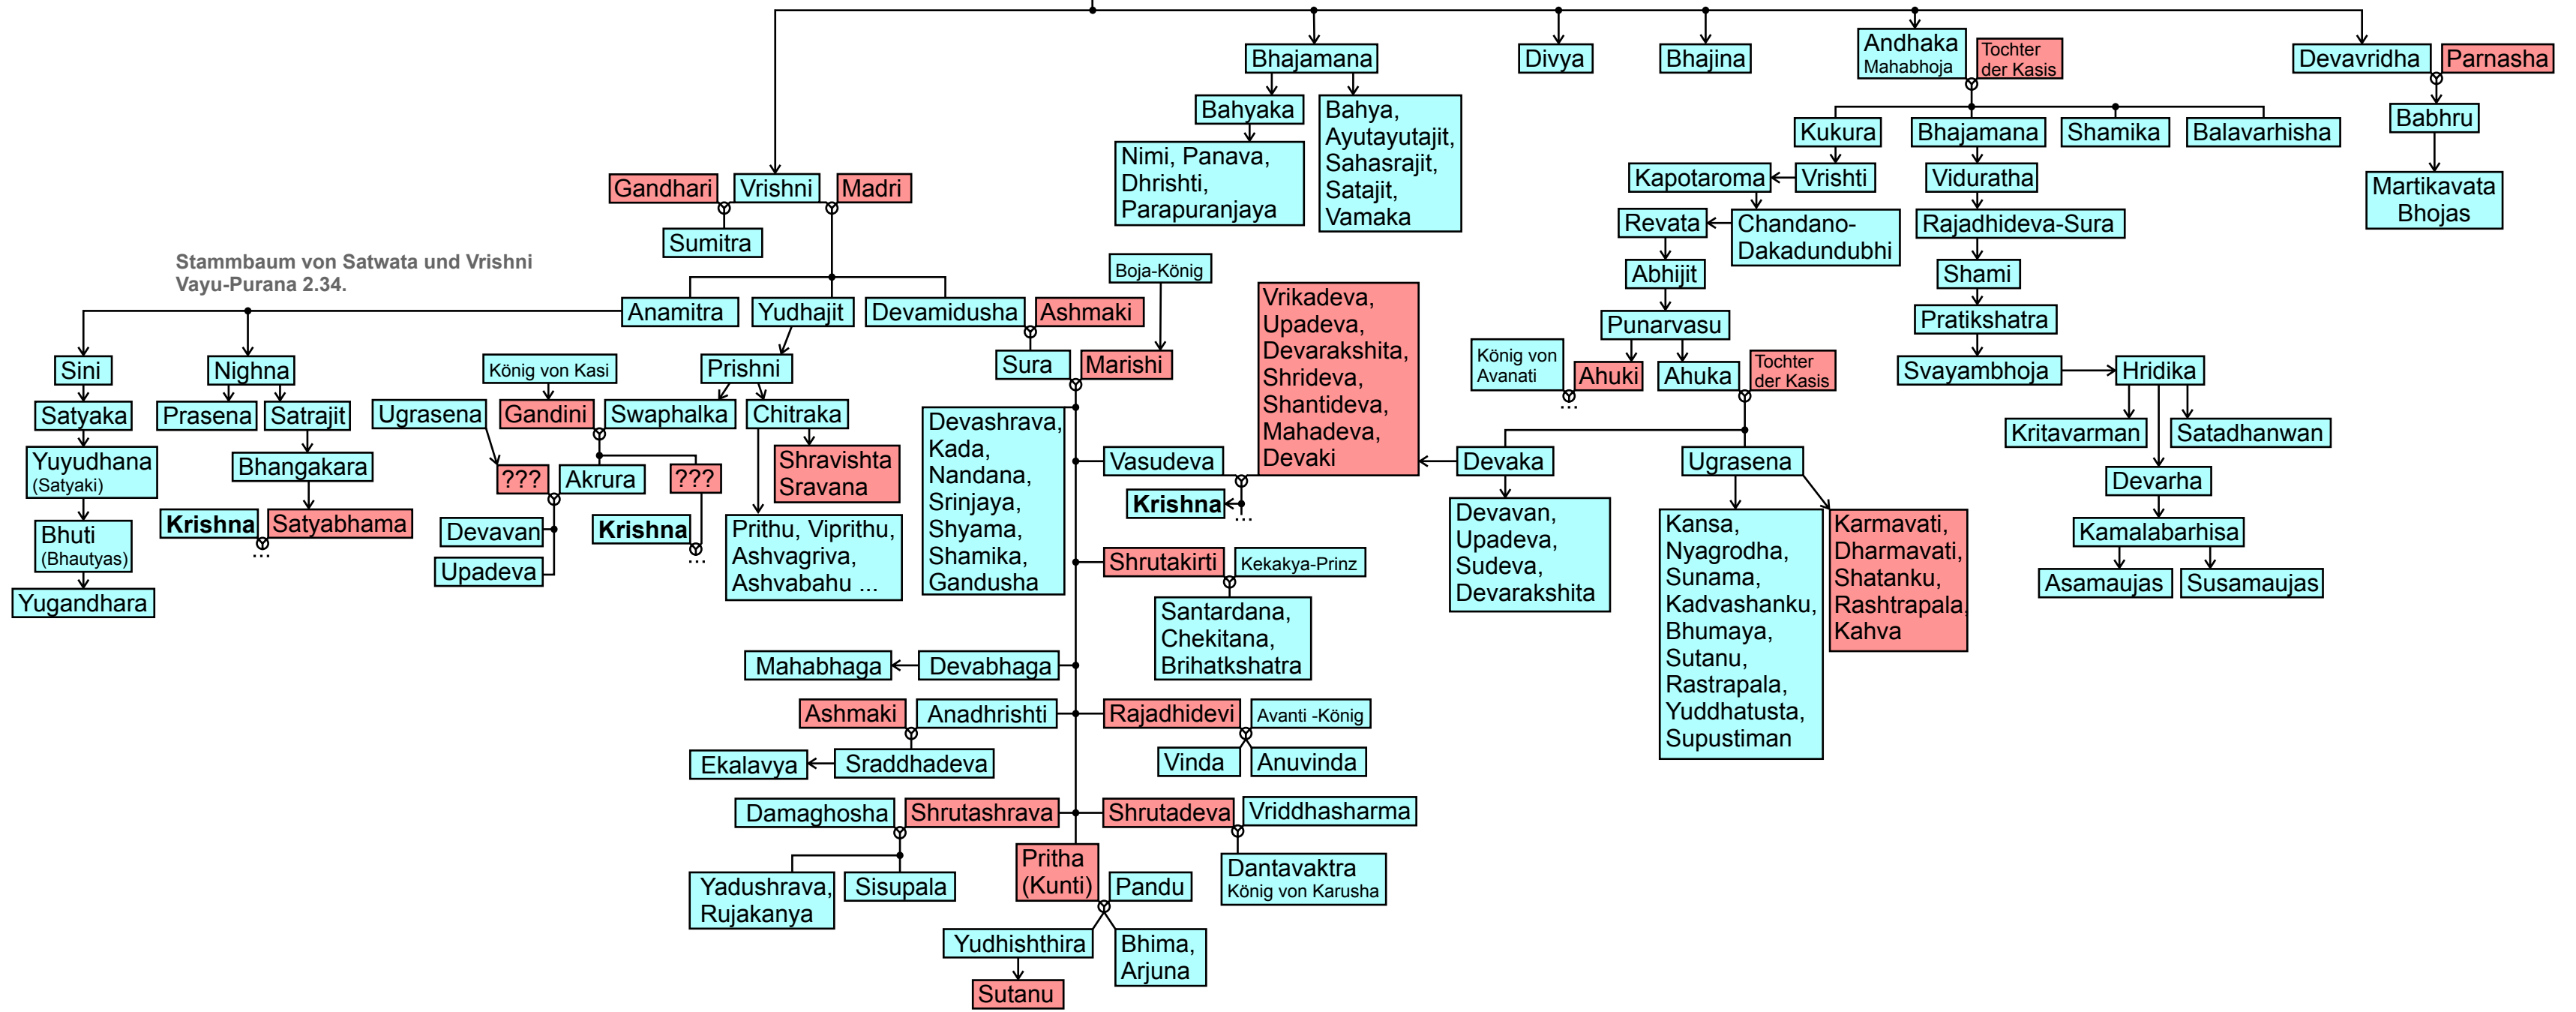 Bhajamana
Divya
Bhajina
Andhaka
Mahabhoja
Tochter
der Kasis
Devavridha
Parnasha
Bahyaka
Bahya,
Ayutayutajit,
Sahasrajit,
Satajit,
Vamaka
Nimi, Panava,
Dhrishti,
Parapuranjaya
Kukura
Bhajamana
Shamika
Balavarhisha
Babhru
Kapotaroma
Vrishti
Viduratha
Martikavata
Bhojas
Gandhari
Vrishni
Madri
Sumitra
Revata
Chandano-
Dakadundubhi
Rajadhideva-Sura
Stammbaum von Satwata und Vrishni
Vayu-Purana 2.34.
Boja-König
Abhijit
Shami
Anamitra
Yudhajit
Devamidusha
Ashmaki
Vrikadeva,
Upadeva,
Devarakshita,
Shrideva,
Shantideva,
Mahadeva,
Devaki
Punarvasu
Pratikshatra
Sini
Nighna
König von Kasi
Prishni
Sura
Marishi
König von
Avanati
Ahuki
Ahuka
Tochter
der Kasis
Svayambhoja
Hridika
Satyaka
Prasena
Satrajit
Ugrasena
Gandini
Swaphalka
Chitraka
Kritavarman
Satadhanwan
Yuyudhana
(Satyaki)
Bhangakara
???
Akrura
???
Shravishta
Sravana
Devashrava,
Kada,
Nandana,
Srinjaya,
Shyama,
Shamika,
Gandusha
Vasudeva
Devaka
Ugrasena
Devarha
Krishna
Bhuti
(Bhautyas)
Krishna
Satyabhama
...
Devavan
Upadeva
Krishna
...
Prithu, Viprithu,
Ashvagriva,
Ashvabahu ...
...
Devavan,
Upadeva,
Sudeva,
Devarakshita
Kansa,
Nyagrodha,
Sunama,
Kadvashanku,
Bhumaya,
Sutanu,
Rastrapala,
Yuddhatusta,
Supustiman
Karmavati,
Dharmavati,
Shatanku,
Rashtrapala,
Kahva
Kamalabarhisa
Asamaujas
Susamaujas
Yugandhara
Shrutakirti
Kekakya-Prinz
Santardana,
Chekitana,
Brihatkshatra
Mahabhaga
Devabhaga
Ashmaki
Anadhrishti
Rajadhidevi
Avanti -König
Ekalavya
Sraddhadeva
Vinda
Anuvinda
Damaghosha
Shrutashrava
Shrutadeva
Vriddhasharma
Yadushrava,
Rujakanya
Sisupala
Pritha
(Kunti)
Pandu
Dantavaktra
König von Karusha
Yudhishthira
Bhima,
Arjuna
Sutanu
...